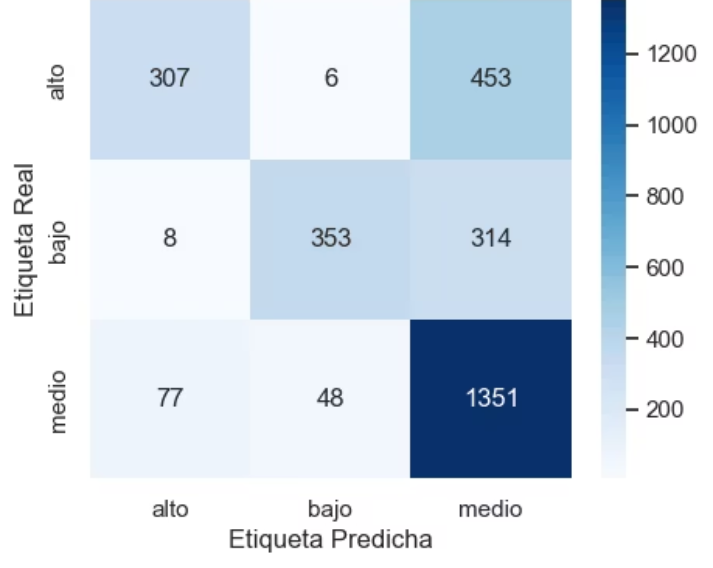 alto 307 6 453
bajo 8 353 314
medio 77 48 1351
alto bajo medio
Etiqueta Predicha
Etiqueta Real
1200
1000
800
600
400
200